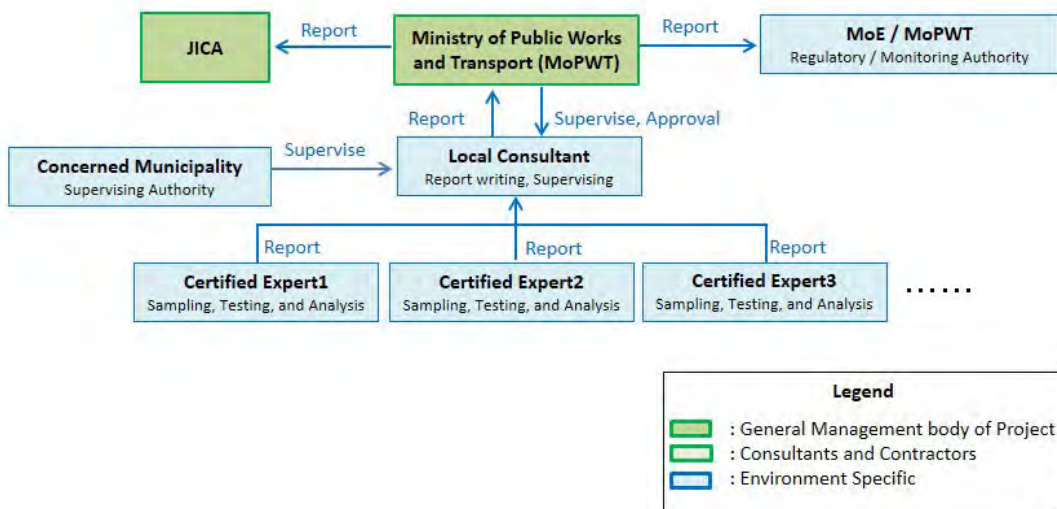 Report
Report
JICA
Ministry of Public Works
and Transport (MoPWT)
MoE / MoPWT
Regulatory / Monitoring Authority
Report
Supervise, Approval
Supervise
Concerned Municipality
Supervising Authority
Local Consultant
Report writing, Supervising
Report
Report
Report
Certified Expert1
Sampling, Testing, and Analysis
Certified Expert2
Sampling, Testing, and Analysis
Certified Expert3
Sampling, Testing, and Analysis
......
Legend
: General Management body of Project
: Consultants and Contractors
: Environment Specific